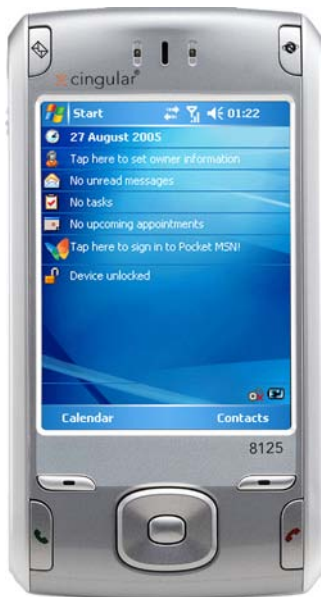 cingular®
Start 01:22
27 August 2005
Tap here to set owner information
No unread messages
No tasks
No upcoming appointments
Tap here to sign in to Pocket MSN!
Device unlocked
Calendar Contacts
8125